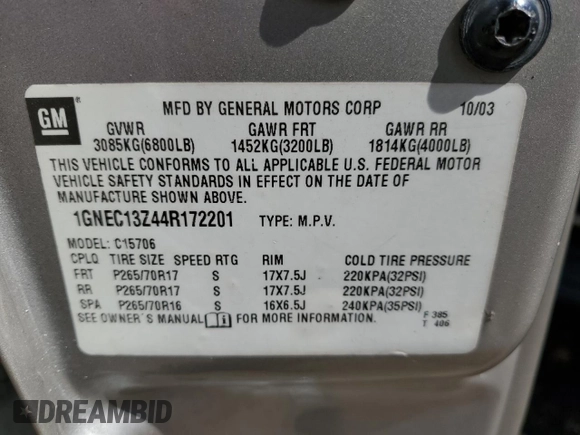 GM
MFD BY GENERAL MOTORS CORP 10/03
GVWR GAWR FRT GAWR RR
3085KG(6800LB) 1452KG(3200LB) 1814KG(4000LB)
THIS VEHICLE CONFORMS TO ALL APPLICABLE U.S. FEDERAL MOTOR
VEHICLE SAFETY STANDARDS IN EFFECT ON THE DATE OF
MANUFACTURE SHOWN ABOVE.
1GNEC13Z44R172201 TYPE: M.P.V.
MODEL: C15706
CPLQ TIRE SIZE SPEED RTG RIM COLD TIRE PRESSURE
FRT P265/70R17 S 17X7.5J 220KPA(32PSI)
RR P265/70R17 S 17X7.5J 220KPA(32PSI)
SPA P265/70R16 S 16X6.5J 240KPA(35PSI)
SEE OWNER'S MANUAL FOR MORE INFORMATION. F 385
T 406
DREAMBID